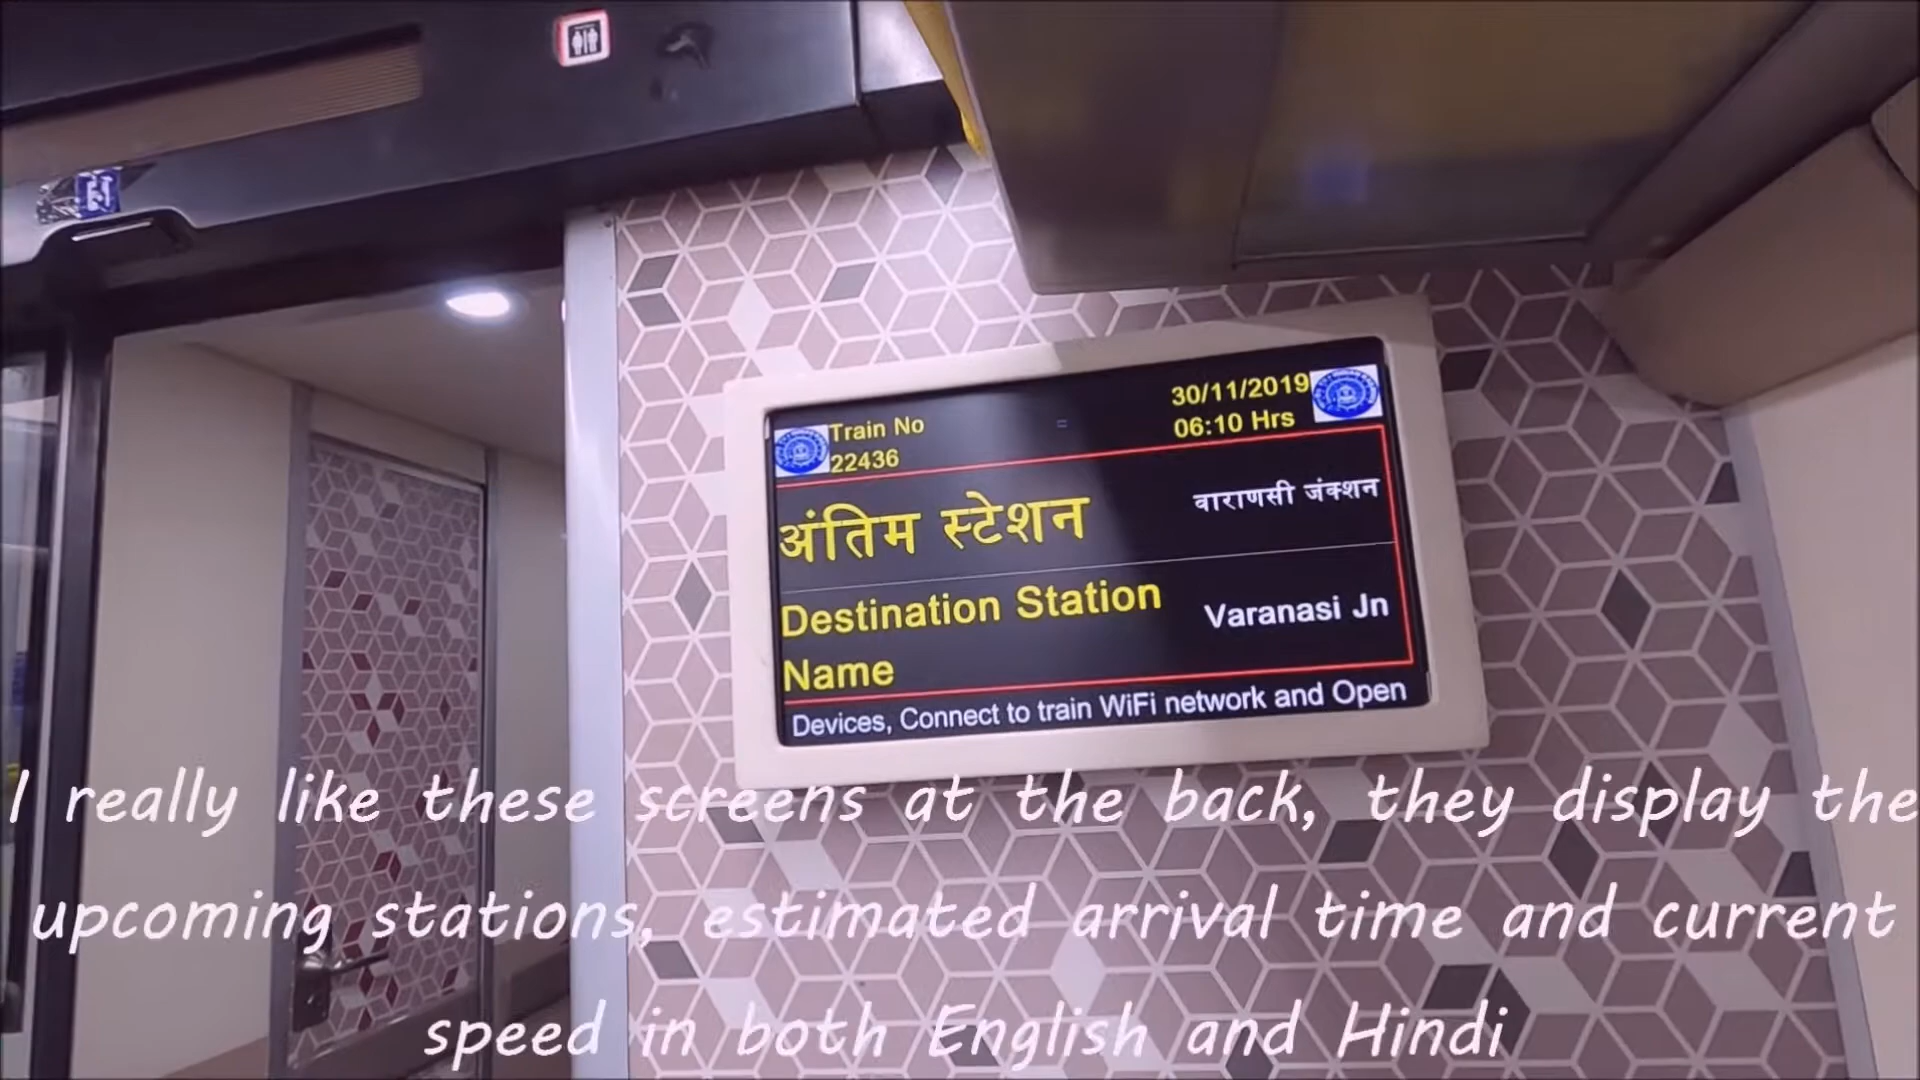 Train No
22436
30/11/2019
06:10 Hrs
अंतिम स्टेशन
वाराणसी जंक्शन
Destination Station
Name
Varanasi Jn
Devices, Connect to train WiFi network and Open
I really like these screens at the back, they display the
upcoming stations, estimated arrival time and current
speed in both English and Hindi